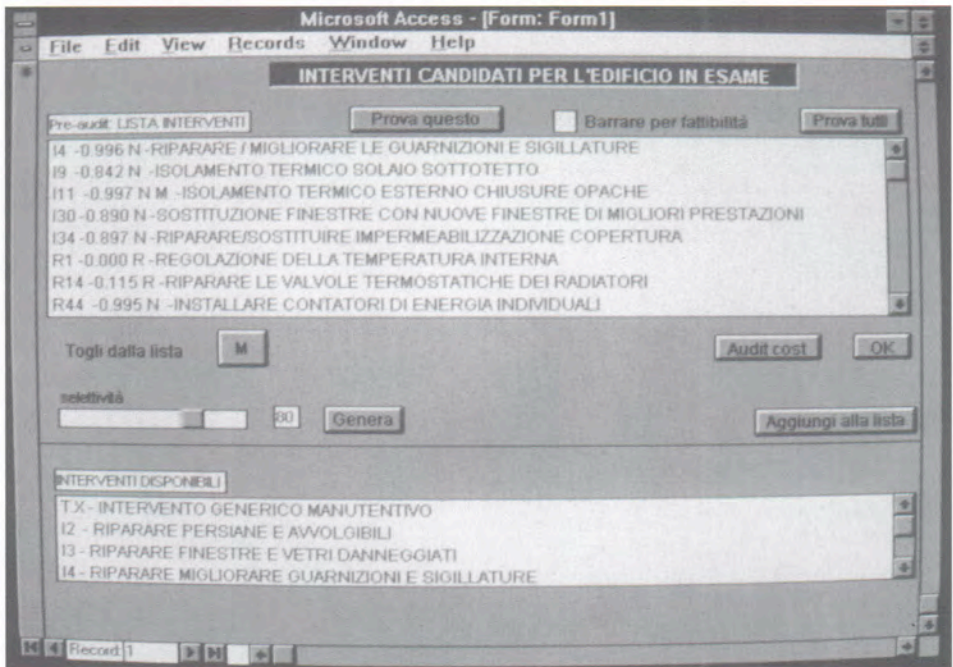 Microsoft Access - [Form: Form1]
File Edit View Records Window Help
INTERVENTI CANDIDATI PER L'EDIFICIO IN ESAME
Pre-audit: LISTA INTERVENTI Prova questo Barrare per fattibilità Prova tutti
I4 -0.996 N -RIPARARE / MIGLIORARE LE GUARNIZIONI E SIGILLATURE
I9 -0.842 N -ISOLAMENTO TERMICO SOLAIO SOTTOTETTO
I11 -0.997 N M -ISOLAMENTO TERMICO ESTERNO CHIUSURE OPACHE
I30 -0.890 N -SOSTITUZIONE FINESTRE CON NUOVE FINESTRE DI MIGLIORI PRESTAZIONI
I34 -0.897 N -RIPARARE/SOSTITUIRE IMPERMEABILIZZAZIONE COPERTURA
R1 -0.000 R -REGOLAZIONE DELLA TEMPERATURA INTERNA
R14 -0.115 R -RIPARARE LE VALVOLE TERMOSTATICHE DEI RADIATORI
R44 -0.995 N -INSTALLARE CONTATORI DI ENERGIA INDIVIDUALI
Togli dalla lista M Audit cost OK
selettività
80 Genera Aggiungi alla lista
INTERVENTI DISPONIBILI
T.X - INTERVENTO GENERICO MANUTENTIVO
I2 - RIPARARE PERSIANE E AVVOLGIBILI
I3 - RIPARARE FINESTRE E VETRI DANNEGGIATI
I4 - RIPARARE MIGLIORARE GUARNIZIONI E SIGILLATURE
Record: 1